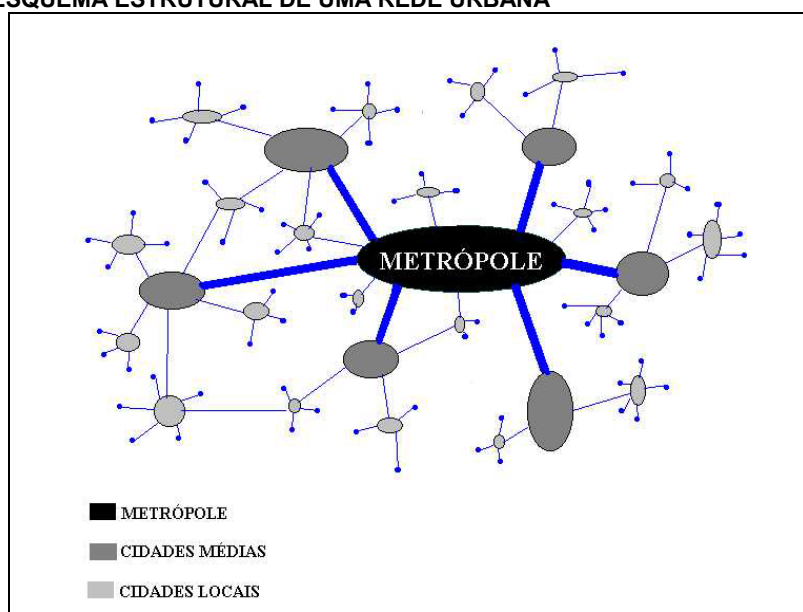 ESQUEMA ESTRUTURAL DE UMA REDE URBANA
METRÓPOLE
METRÓPOLE
CIDADES MÉDIAS
CIDADES LOCAIS